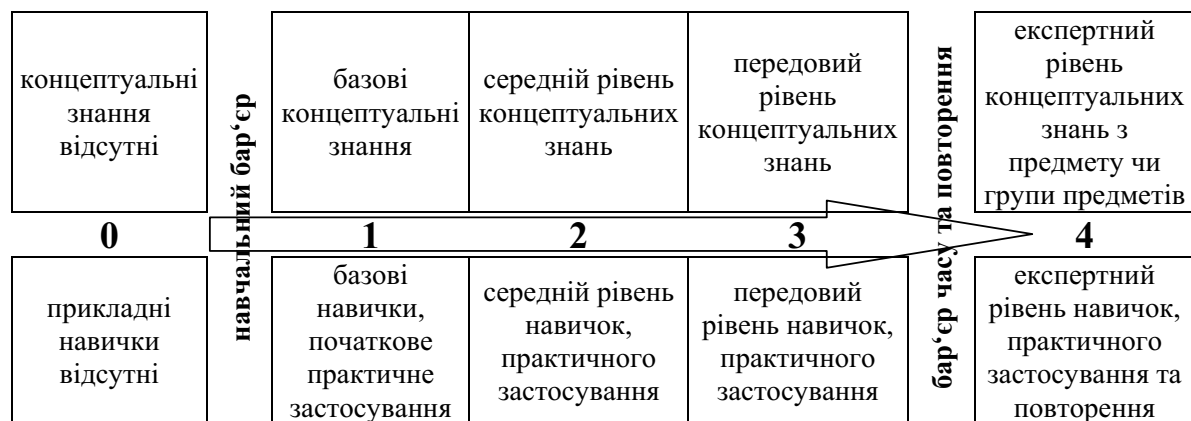 концептуальні
знання
відсутні
навчальний бар‘єр
базові
концептуальні
знання
середній рівень
концептуальних
знань
передовий
рівень
концептуальних
знань
бар‘єр часу та повторення
експертний
рівень
концептуальних
знань з
предмету чи
групи предметів
0
1
2
3
4
прикладні
навички
відсутні
базові
навички,
початкове
практичне
застосування
середній рівень
навичок,
практичного
застосування
передовий
рівень навичок,
практичного
застосування
експертний
рівень навичок,
практичного
застосування та
повторення